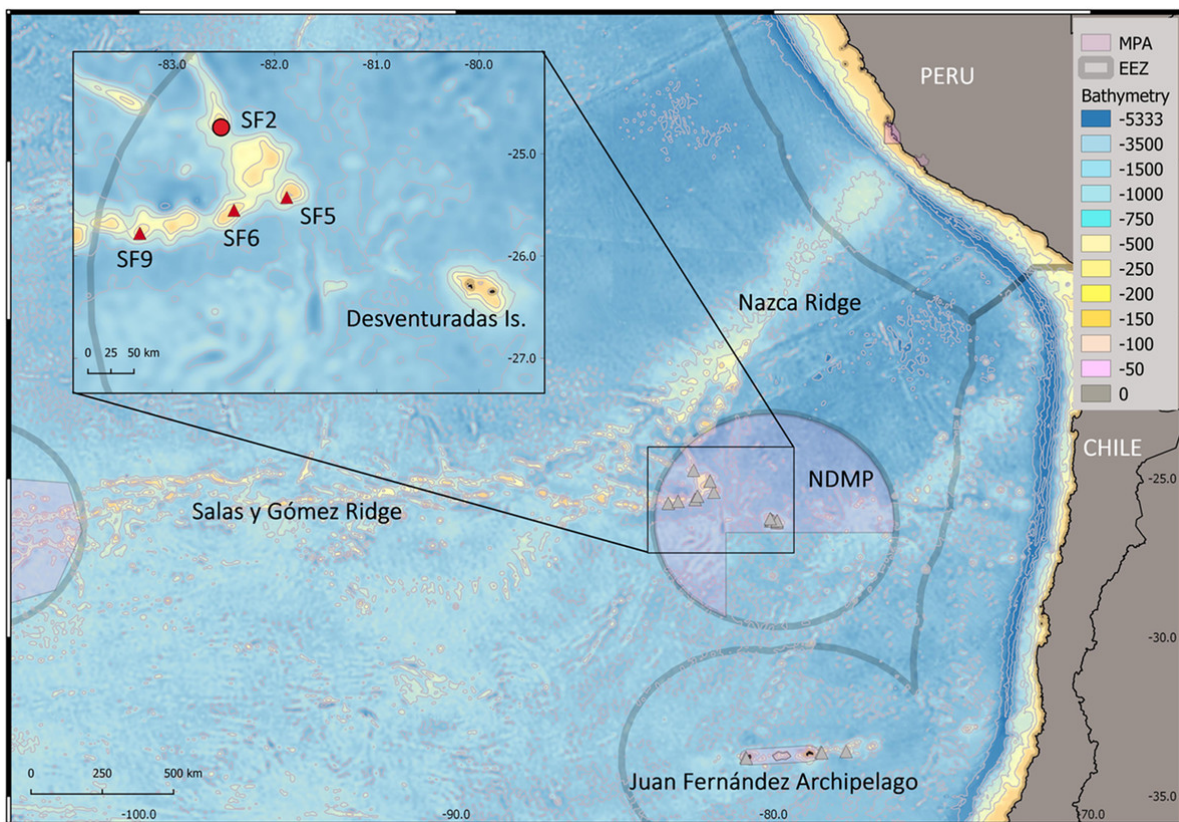 -83.0
-82.0
-81.0
-80.0
SF2
-25.0
SF5
SF6
SF9
-26.0
Desventuradas Is.
0 25 50 km
-27.0
PERU
MPA
EEZ
Bathymetry
-5333
-3500
-1500
-1000
-750
-500
-250
-200
-150
-100
-50
0
Nazca Ridge
CHILE
NDMP
-25.0
Salas y Gómez Ridge
-30.0
0 250 500 km
Juan Fernández Archipelago
-35.0
-100.0
-90.0
-80.0
-70.0